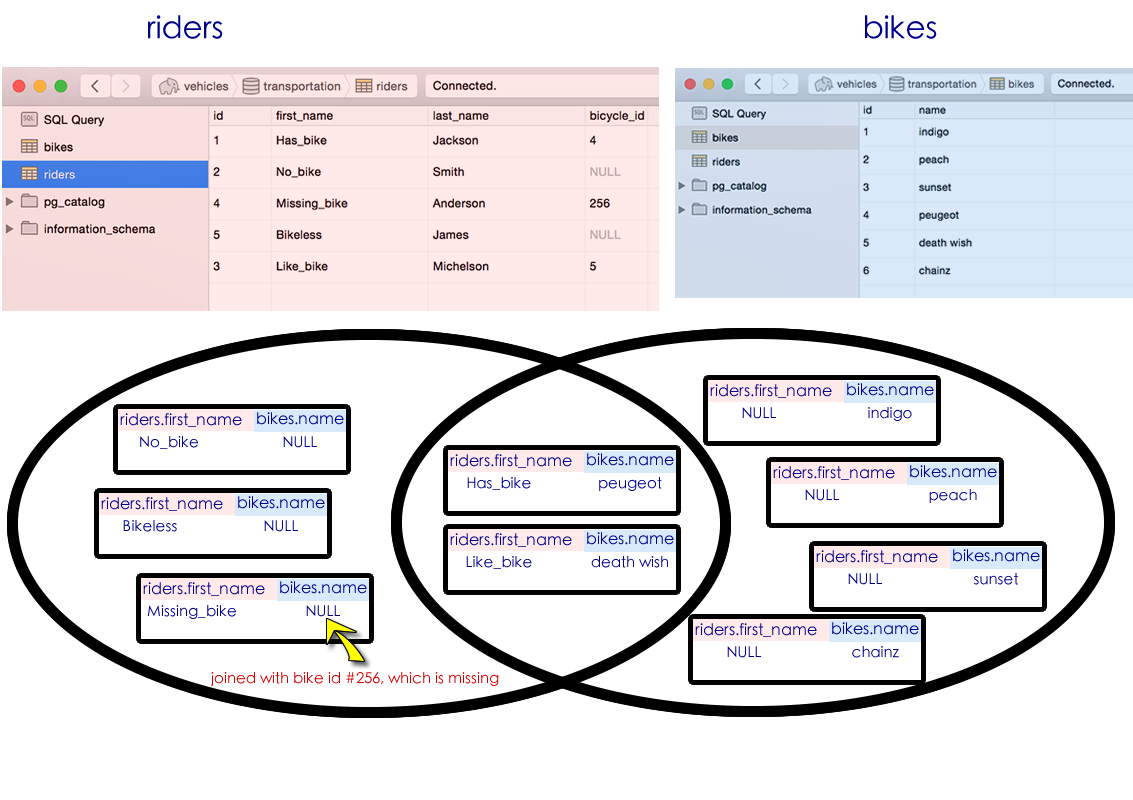 riders
bikes
vehicles transportation riders Connected.
SQL Query
bikes
riders
pg_catalog
information_schema
id first_name last_name bicycle_id
1 Has_bike Jackson 4
2 No_bike Smith NULL
4 Missing_bike Anderson 256
5 Bikeless James NULL
3 Like_bike Michelson 5
vehicles transportation bikes Connected.
SQL Query
bikes
riders
pg_catalog
information_schema
id name
1 indigo
2 peach
3 sunset
4 peugeot
5 death wish
6 chainz
riders.first_name bikes.name
No_bike NULL
riders.first_name bikes.name
Bikeless NULL
riders.first_name bikes.name
Missing_bike NULL
joined with bike id #256, which is missing
riders.first_name bikes.name
Has_bike peugeot
riders.first_name bikes.name
Like_bike death wish
riders.first_name bikes.name
NULL indigo
riders.first_name bikes.name
NULL peach
riders.first_name bikes.name
NULL sunset
riders.first_name bikes.name
NULL chainz